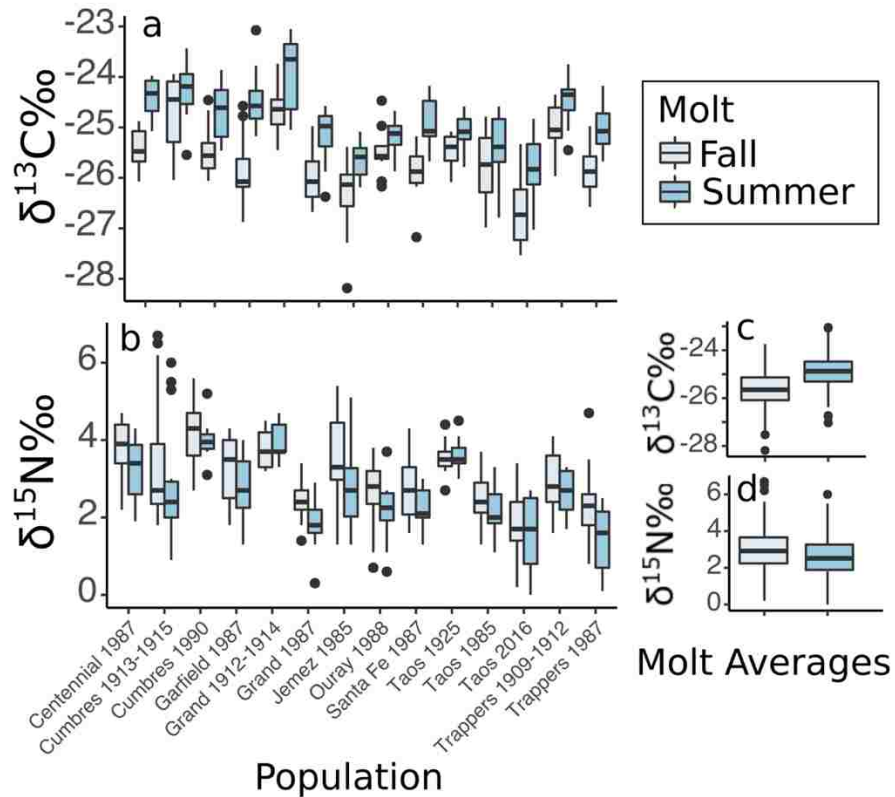 a
δ¹³C‰
-23
-24
-25
-26
-27
-28
Molt
Fall
Summer
b
δ¹⁵N‰
6
4
2
0
Centennial 1987
Cumbres 1913-1915
Cumbres 1990
Garfield 1987
Grand 1912-1914
Grand 1987
Jemez 1985
Ouray 1988
Santa Fe 1987
Taos 1925
Taos 1985
Taos 2016
Trappers 1909-1912
Trappers 1987
Population
c
δ¹³C‰
-24
-26
-28
d
δ¹⁵N‰
6
4
2
0
Molt Averages